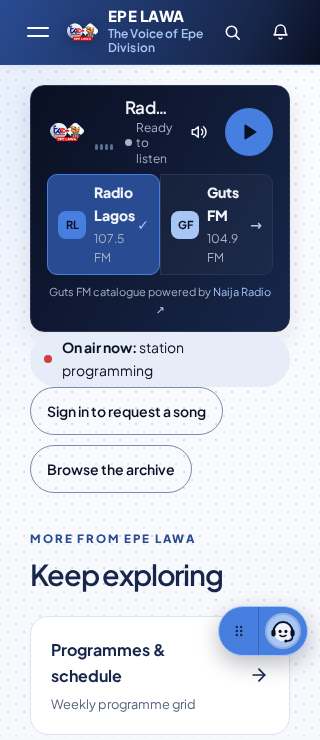 EPE LAWA
The Voice of Epe
Division
Rad...
Ready
to
listen
RL
Radio
Lagos ✓
107.5
FM
GF
Guts
FM →
104.9
FM
Guts FM catalogue powered by Naija Radio
↗
On air now: station
programming
Sign in to request a song
Browse the archive
MORE FROM EPE LAWA
Keep exploring
Programmes &
schedule
Weekly programme grid